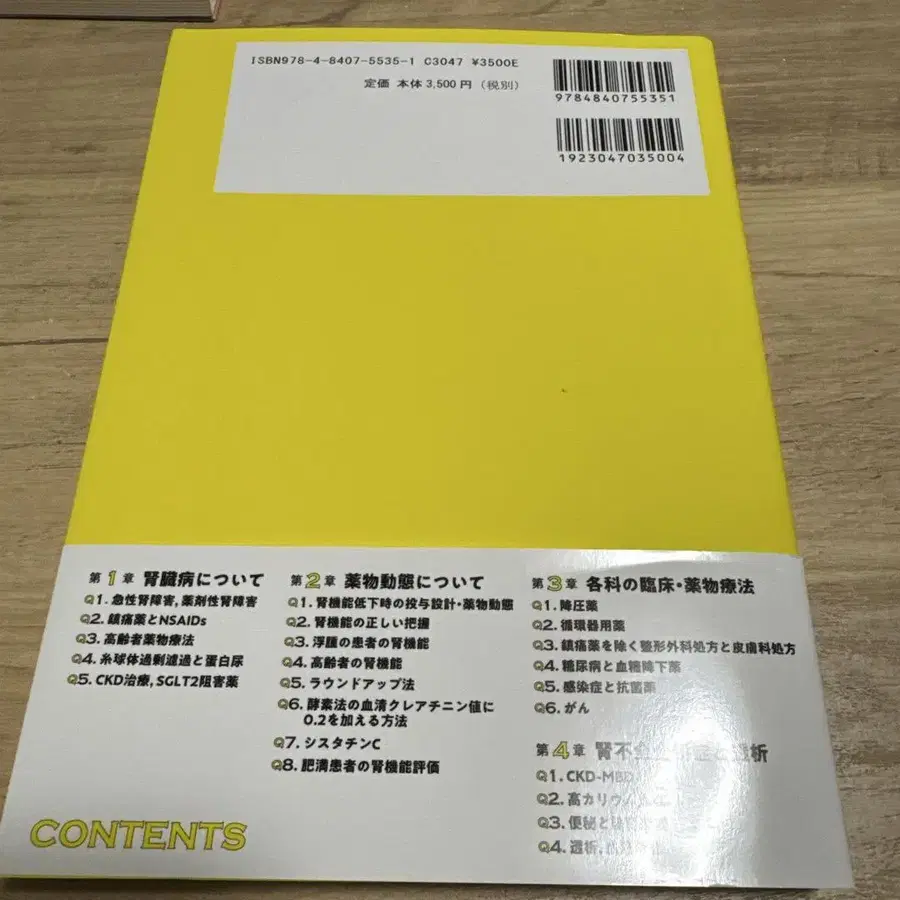 ISBN978-4-8407-5535-1 C3047 ¥3500E
定価 本体3,500円（税別）
9784840755351
1923047035004
第1章 腎臓病について
Q1. 急性腎障害, 薬剤性腎障害
Q2. 鎮痛薬とNSAIDs
Q3. 高齢者薬物療法
Q4. 糸球体過剰濾過と蛋白尿
Q5. CKD治療, SGLT2阻害薬
第2章 薬物動態について
Q1. 腎機能低下時の投与設計・薬物動態
Q2. 腎機能の正しい把握
Q3. 浮腫の患者の腎機能
Q4. 高齢者の腎機能
Q5. ラウンドアップ法
Q6. 酵素法の血清クレアチニン値に
0.2を加える方法
Q7. シスタチンC
Q8. 肥満患者の腎機能評価
第3章 各科の臨床・薬物療法
Q1. 降圧薬
Q2. 循環器用薬
Q3. 鎮痛薬を除く整形外科処方と皮膚科処方
Q4. 糖尿病と血糖降下薬
Q5. 感染症と抗菌薬
Q6. がん
第4章 腎不全 症と透析
Q1. CKD-MBD
Q2. 高カリウム
Q3. 便秘と
Q4. 透析,
CONTENTS